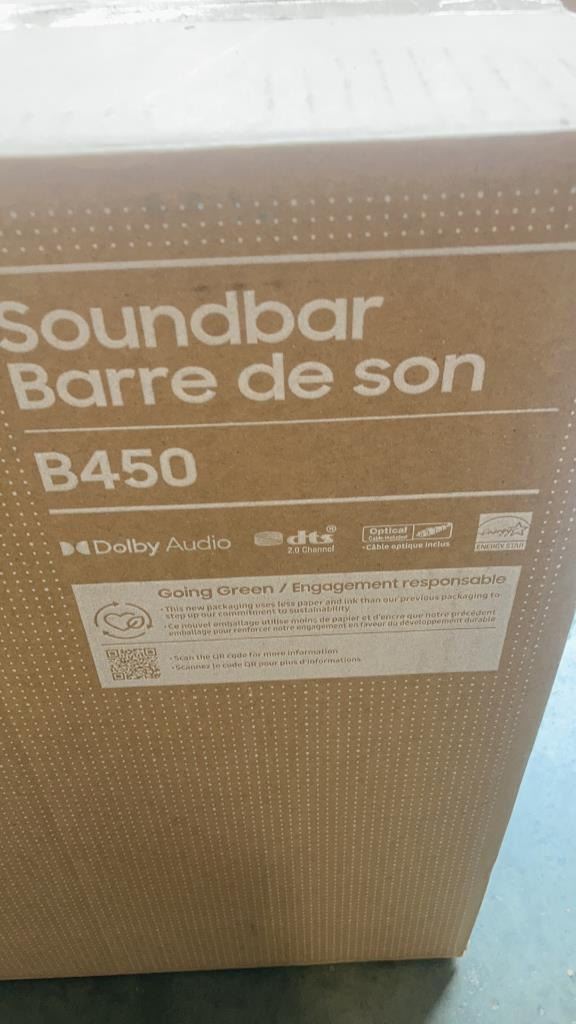 Soundbar
Barre de son
B450
Dolby Audio
dts®
2.0 Channel
Optical
Cable Included
•Câble optique inclus
ENERGY STAR
Going Green / Engagement responsable
•This new packaging uses less paper and ink than our previous packaging to
step up our commitment to sustainability
•Ce nouvel emballage utilise moins de papier et d'encre que notre précédent
emballage pour renforcer notre engagement en faveur du développement durable
•Scan the QR code for more information
•Scannez le code QR pour plus d'informations